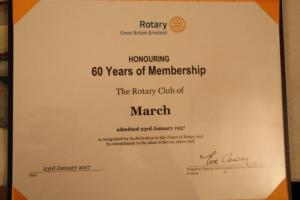 Rotary
Great Britain & Ireland
HONOURING
60 Years of Membership
The Rotary Club of
March
admitted 23rd January 1957
is recognised for its dedication to the Object of Rotary and
its commitment to the ideal of Service Above Self.
23rd January 2017
Date